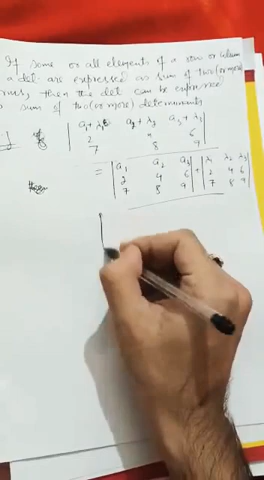 If some or all elements of a row or column
a det are expressed as sum of two (or more)
terms, then the det can be expressed
a sum of two (or more) determinants
| a1+λ1 a2+λ2 a3+λ3 |
2 4 6
7 8 9
= | a1 a2 a3 | + | λ1 λ2 λ3 |
2 4 6 2 4 6
7 8 9 7 8 9